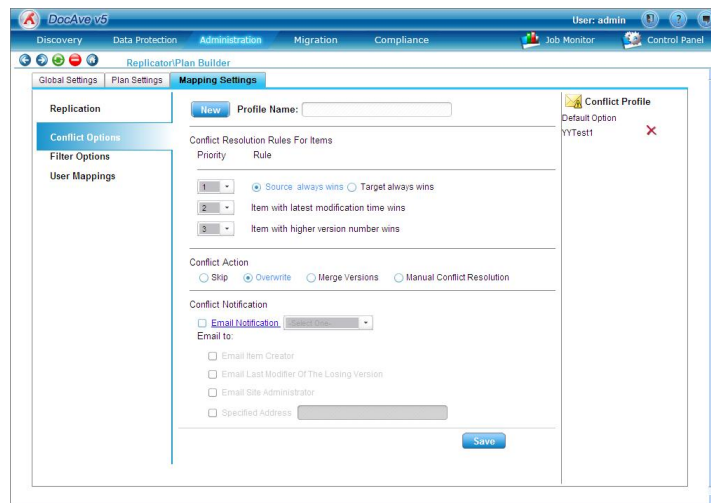 DocAve v5
User: admin
Discovery Data Protection Administration Migration Compliance Job Monitor Control Panel
Replicator\Plan Builder
Global Settings Plan Settings Mapping Settings
Replication
Conflict Options
Filter Options
User Mappings
New Profile Name:
Conflict Resolution Rules For Items
Priority Rule
1 Source always wins Target always wins
2 Item with latest modification time wins
3 Item with higher version number wins
Conflict Action
Skip Overwrite Merge Versions Manual Conflict Resolution
Conflict Notification
Email Notification -Select One-
Email to:
Email Item Creator
Email Last Modifier Of The Losing Version
Email Site Administrator
Specified Address
Save
Conflict Profile
Default Option
YYTest1